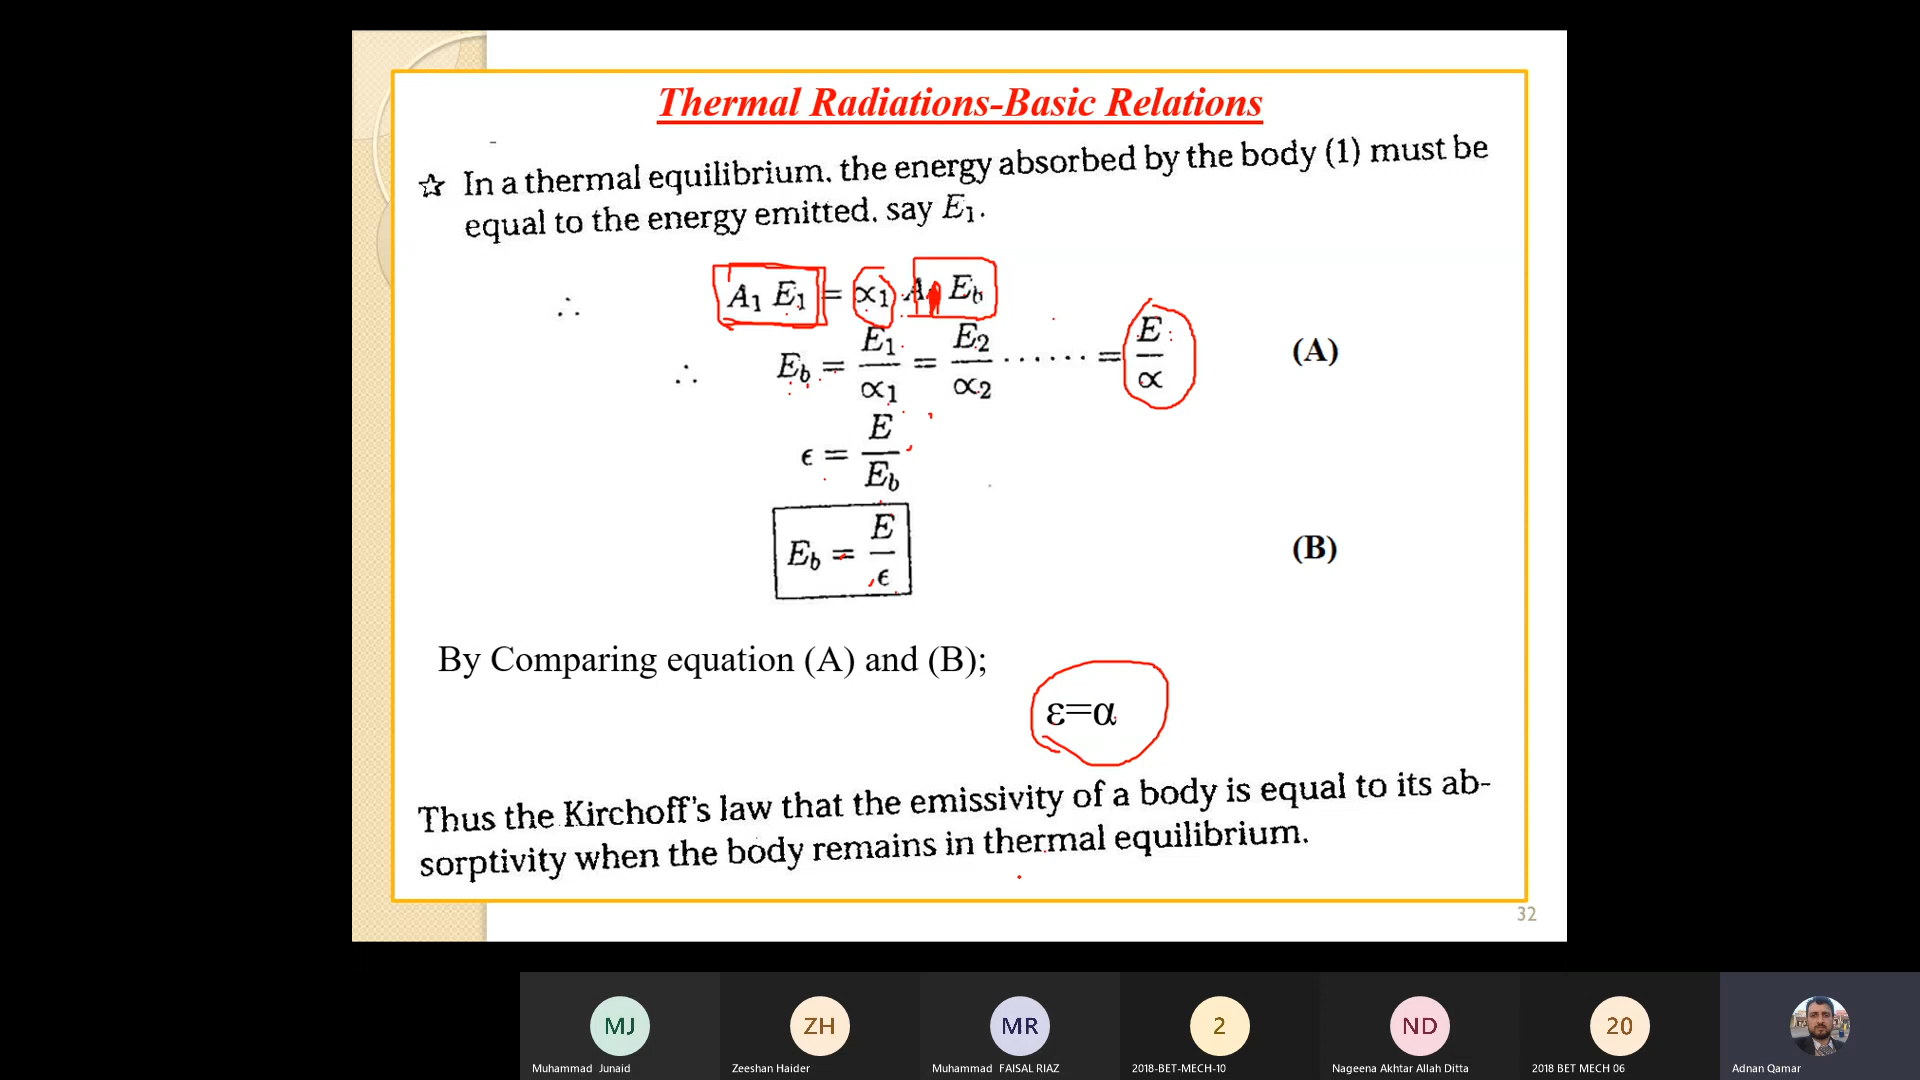 Thermal Radiations-Basic Relations
☆ In a thermal equilibrium, the energy absorbed by the body (1) must be
equal to the energy emitted, say E₁.
∴ A₁ E₁ = ∝₁ A₁ E_b
∴ E_b = E₁/∝₁ = E₂/∝₂ ...... = E/∝ (A)
ϵ = E/E_b
E_b = E/ϵ (B)
By Comparing equation (A) and (B);
ε=α
Thus the Kirchoff's law that the emissivity of a body is equal to its ab-
sorptivity when the body remains in thermal equilibrium.
32
MJ ZH MR 2 ND 20
Muhammad Junaid Zeeshan Haider Muhammad FAISAL RIAZ 2018-BET-MECH-10 Nageena Akhtar Allah Ditta 2018 BET MECH 06 Adnan Qamar